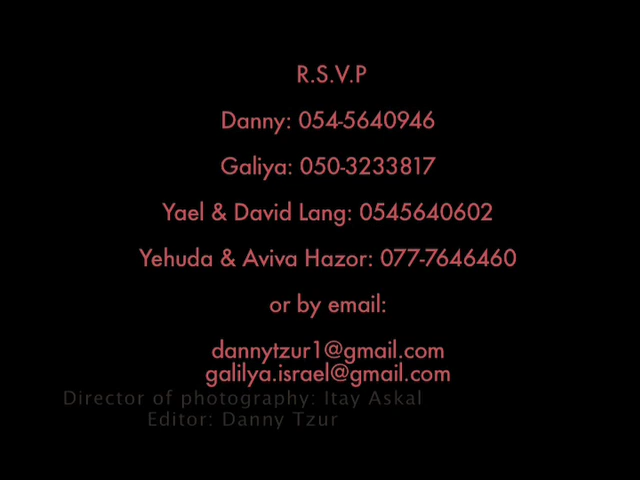 R.S.V.P
Danny: 054-5640946
Galiya: 050-3233817
Yael & David Lang: 0545640602
Yehuda & Aviva Hazor: 077-7646460
or by email:
dannytzur1@gmail.com
galilya.israel@gmail.com
Director of photography: Itay Askal
Editor: Danny Tzur